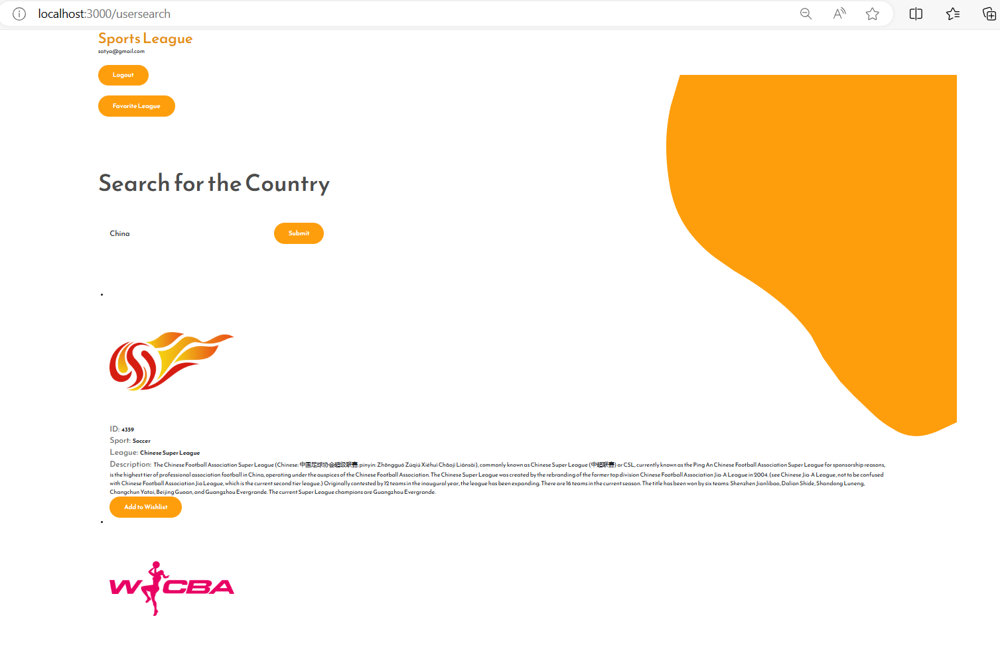 localhost:3000/usersearch
Sports League
satya@gmail.com
Logout
Favorite League
Search for the Country
China
Submit
ID: 4359
Sport: Soccer
League: Chinese Super League
Description: The Chinese Football Association Super League (Chinese: 中国足球协会超级联赛; pinyin: Zhōngguó Zúqiú Xiéhuì Chāojí Liánsài), commonly known as Chinese Super League (中超联赛) or CSL, currently known as the Ping An Chinese Football Association Super League for sponsorship reasons,
is the highest tier of professional association football in China, operating under the auspices of the Chinese Football Association. The Chinese Super League was created by the rebranding of the former top division Chinese Football Association Jia-A League in 2004. (see Chinese Jia-A League, not to be confused
with Chinese Football Association Jia League, which is the current second tier league.) Originally contested by 12 teams in the inaugural year, the league has been expanding. There are 16 teams in the current season. The title has been won by six teams: Shenzhen Jianlibao, Dalian Shide, Shandong Luneng,
Changchun Yatai, Beijing Guoan, and Guangzhou Evergrande. The current Super League champions are Guangzhou Evergrande.
Add to Wishlist
WCBA